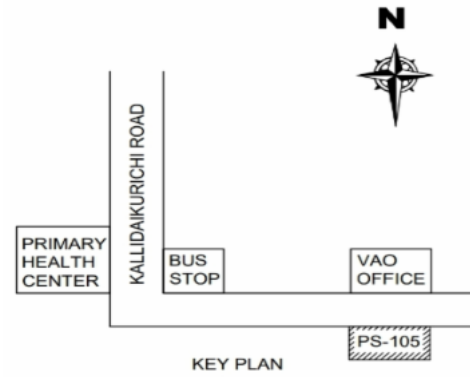 N
KALLIDAIKURICHI ROAD
PRIMARY
HEALTH
CENTER
BUS
STOP
VAO
OFFICE
PS-105
KEY PLAN